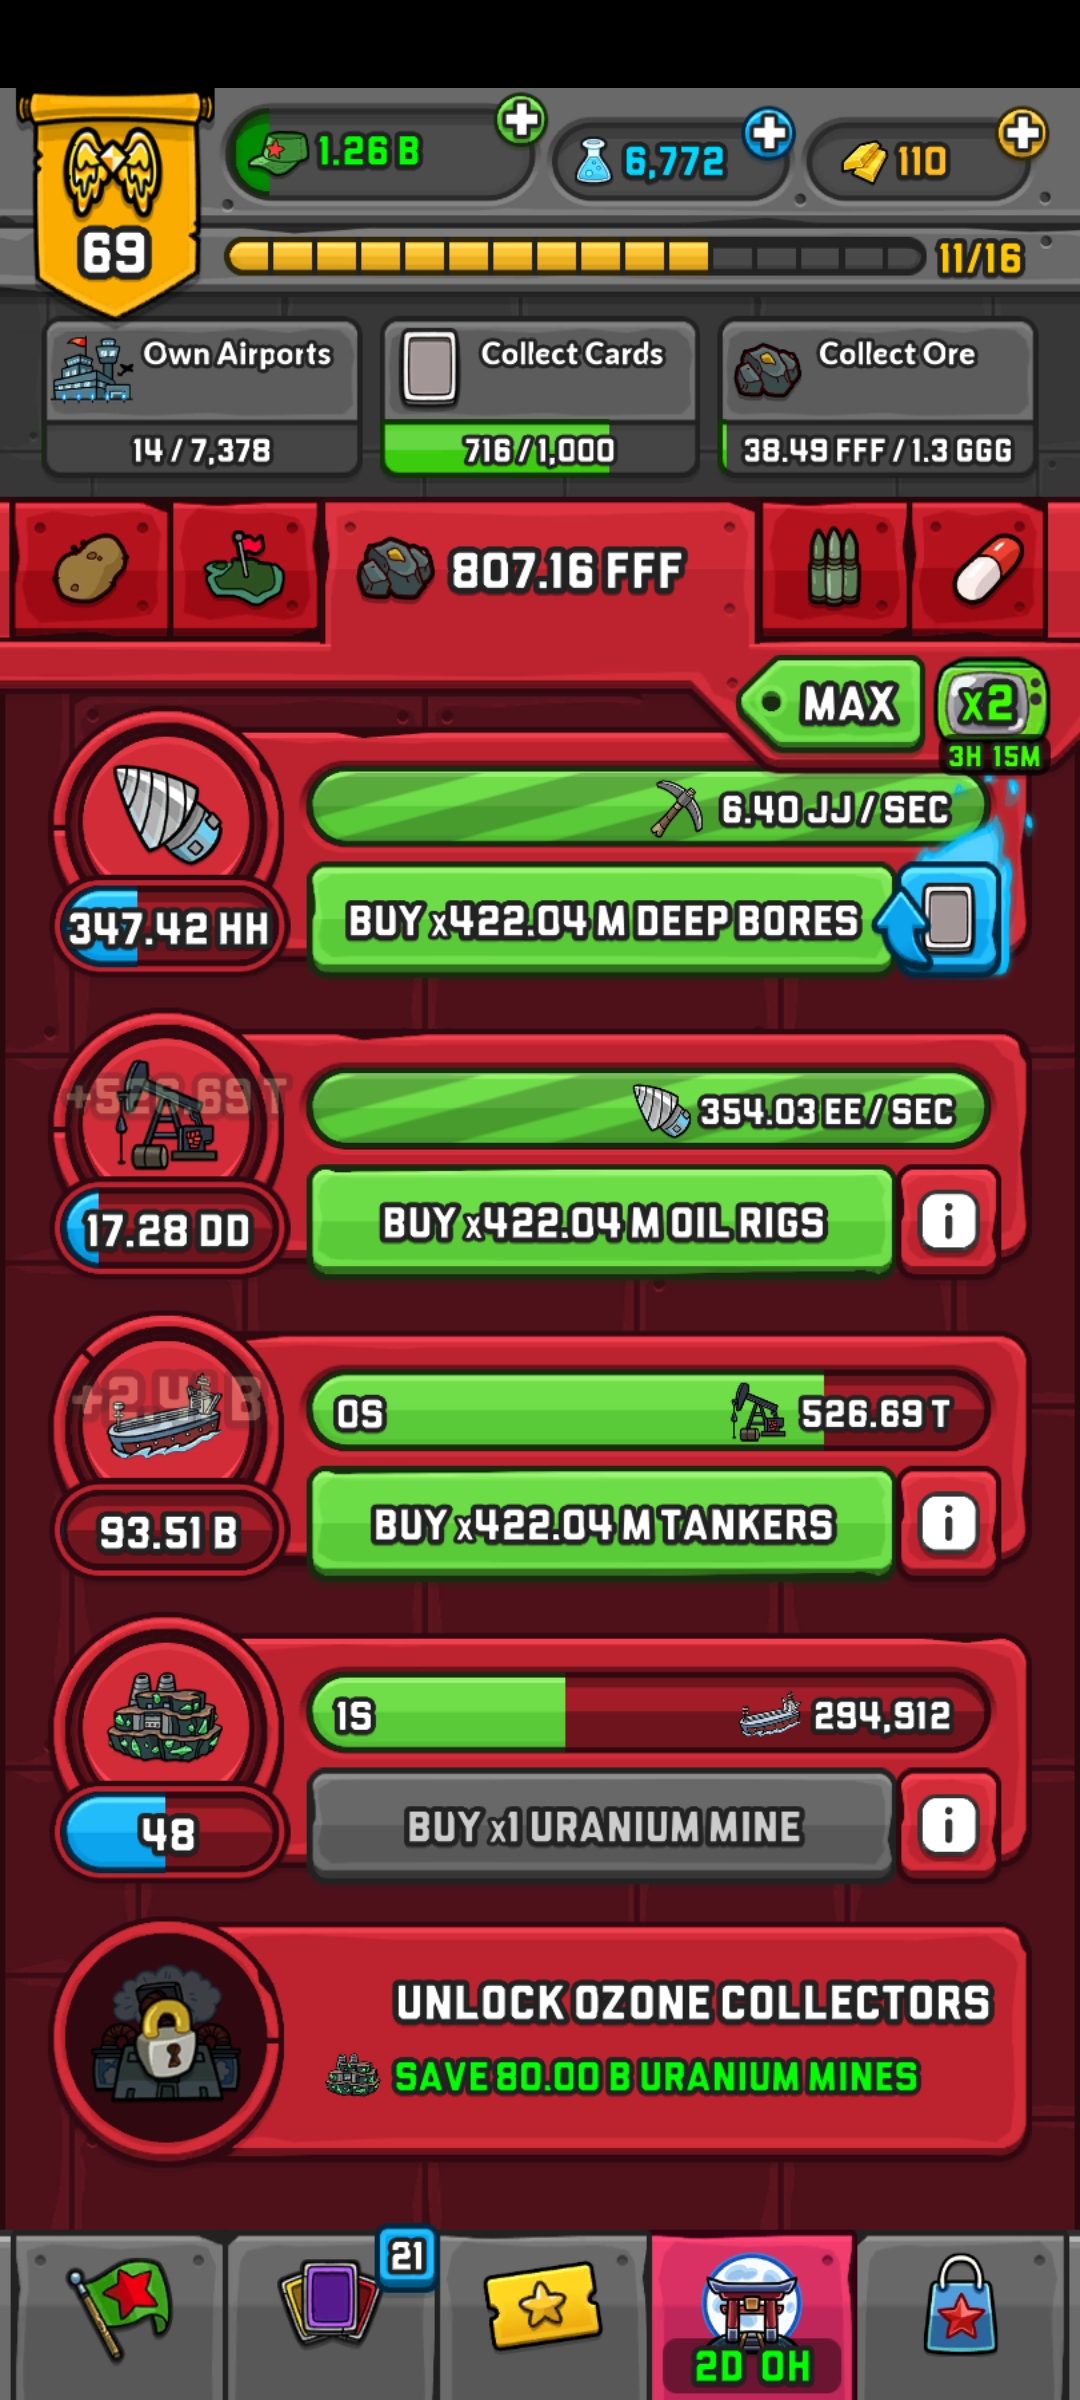 69
1.26 B
6,772
110
11/16
Own Airports
14 / 7,378
Collect Cards
716 / 1,000
Collect Ore
38.49 FFF / 1.3 GGG
807.16 FFF
MAX
x2
3H 15M
6.40 JJ / SEC
347.42 HH
BUY x422.04 M DEEP BORES
354.03 EE / SEC
17.28 DD
BUY x422.04 M OIL RIGS
0S
526.69 T
93.51 B
BUY x422.04 M TANKERS
1S
294,912
48
BUY x1 URANIUM MINE
UNLOCK OZONE COLLECTORS
SAVE 80.00 B URANIUM MINES
21
2D 0H